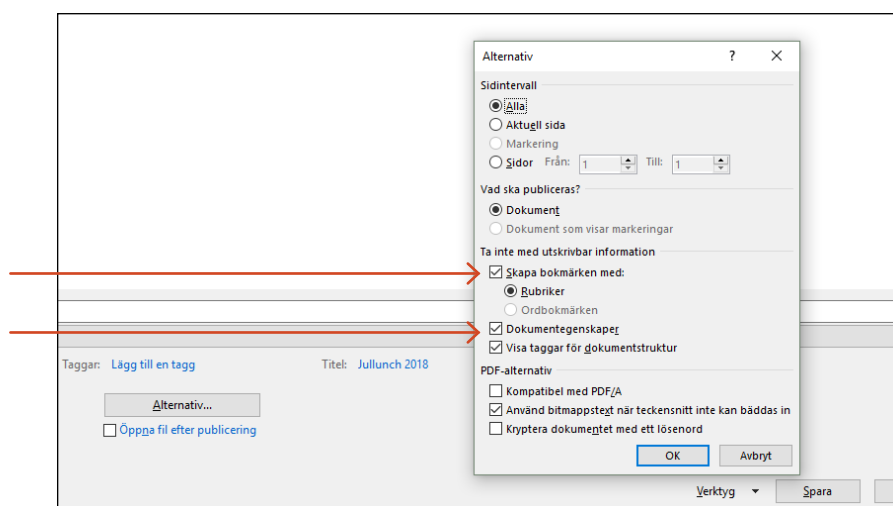 Alternativ ?
Sidintervall
Alla
Aktuell sida
Markering
Sidor Från: 1 Till: 1
Vad ska publiceras?
Dokument
Dokument som visar markeringar
Ta inte med utskrivbar information
Skapa bokmärken med:
Rubriker
Ordbokmärken
Dokumentegenskaper
Visa taggar för dokumentstruktur
PDF-alternativ
Kompatibel med PDF/A
Använd bitmappstext när teckensnitt inte kan bäddas in
Kryptera dokumentet med ett lösenord
OK Avbryt
Taggar: Lägg till en tagg Titel: Jullunch 2018
Alternativ...
Öppna fil efter publicering
Verktyg Spara